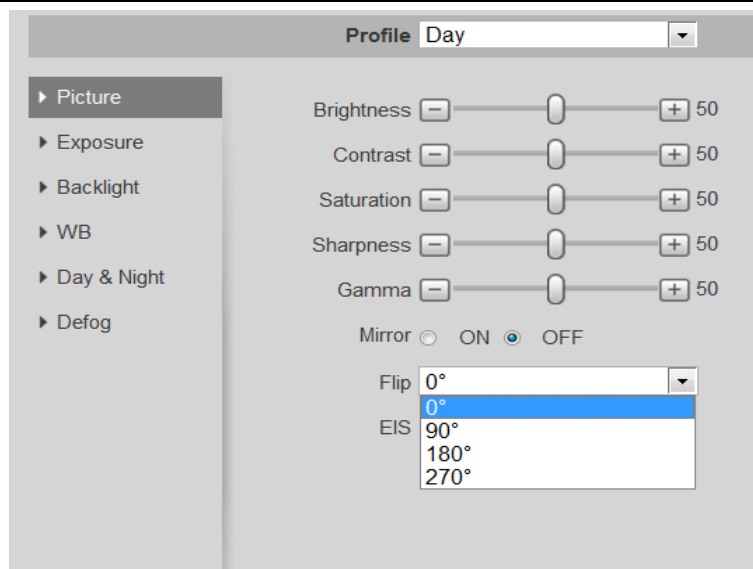 Profile Day
Picture
Exposure
Backlight
WB
Day & Night
Defog
Brightness 50
Contrast 50
Saturation 50
Sharpness 50
Gamma 50
Mirror ON OFF
Flip 0°
0°
EIS 90°
180°
270°